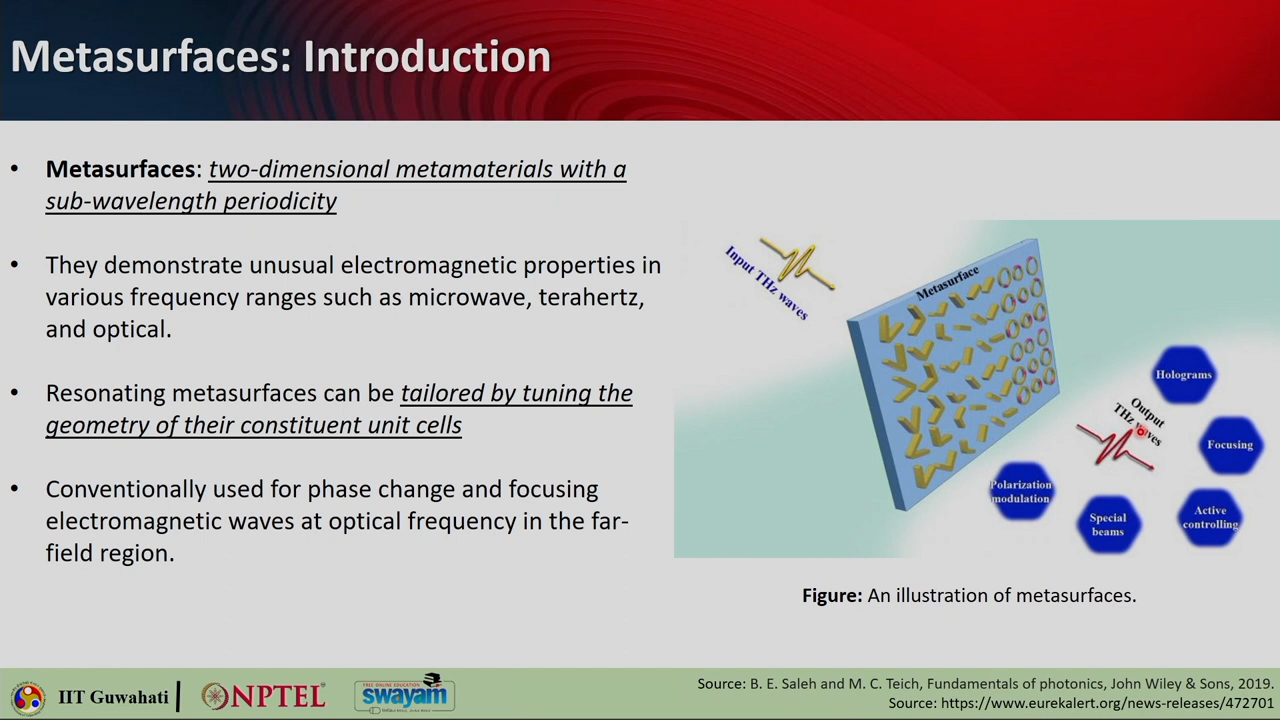 Metasurfaces: Introduction
• Metasurfaces: two-dimensional metamaterials with a
sub-wavelength periodicity
• They demonstrate unusual electromagnetic properties in
various frequency ranges such as microwave, terahertz,
and optical.
• Resonating metasurfaces can be tailored by tuning the
geometry of their constituent unit cells
• Conventionally used for phase change and focusing
electromagnetic waves at optical frequency in the far-
field region.
Input THz waves
Metasurface
Output
THz waves
Holograms
Focusing
Active
controlling
Special
beams
Polarization
modulation
Figure: An illustration of metasurfaces.
IIT Guwahati
NPTEL
FREE ONLINE EDUCATION
swayam
Source: B. E. Saleh and M. C. Teich, Fundamentals of photonics, John Wiley & Sons, 2019.
Source: https://www.eurekalert.org/news-releases/472701